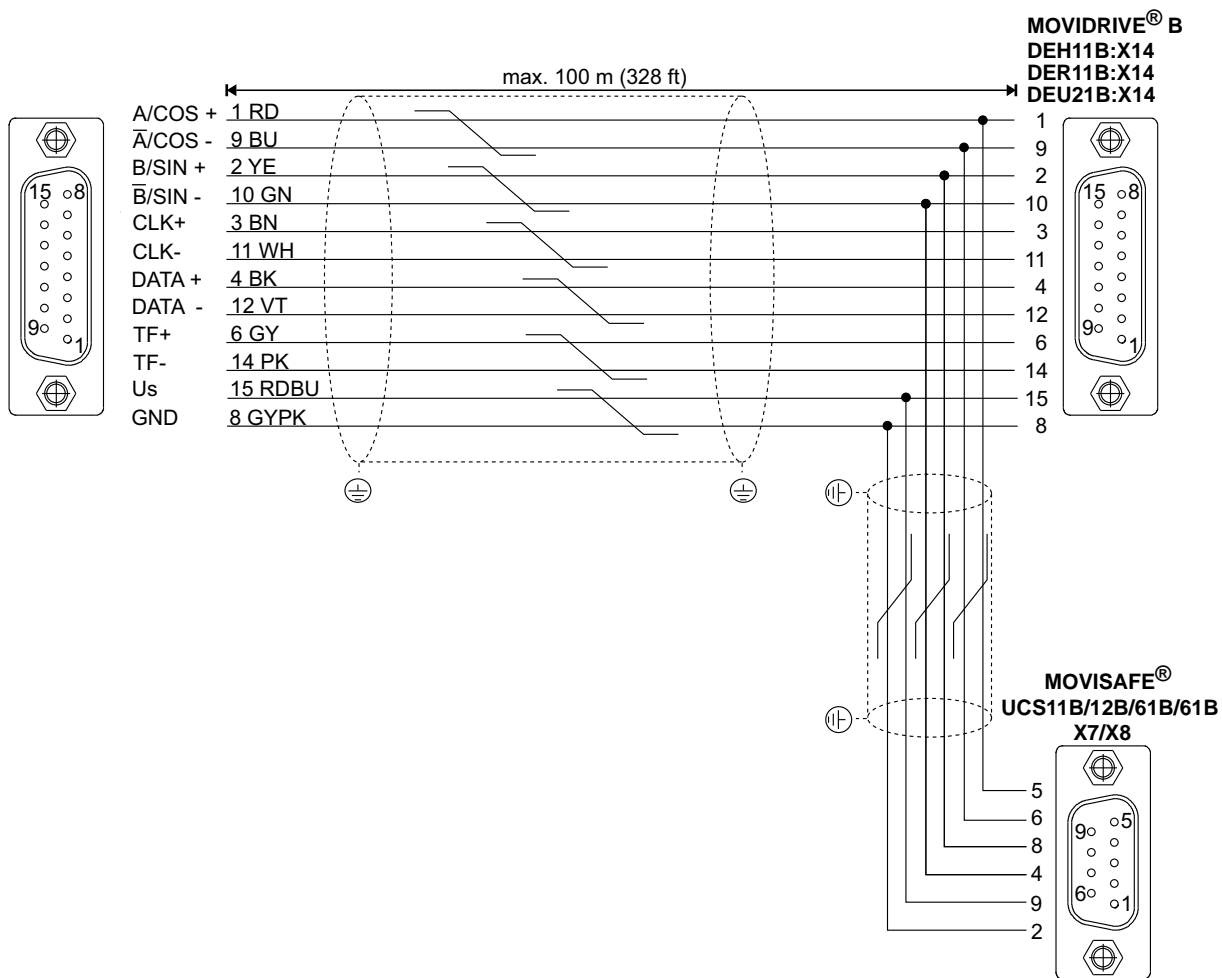 MOVIDRIVE® B
DEH11B:X14
DER11B:X14
DEU21B:X14
max. 100 m (328 ft)
A/COS + 1 RD 1
A̅/COS - 9 BU 9
B/SIN + 2 YE 2
B̅/SIN - 10 GN 10
CLK+ 3 BN 3
CLK- 11 WH 11
DATA + 4 BK 4
DATA - 12 VT 12
TF+ 6 GY 6
TF- 14 PK 14
Us 15 RDBU 15
GND 8 GYPK 8
15 8
9 1
15 8
9 1
MOVISAFE®
UCS11B/12B/61B/61B
X7/X8
5
6
8
4
9
2
9 5
6 1